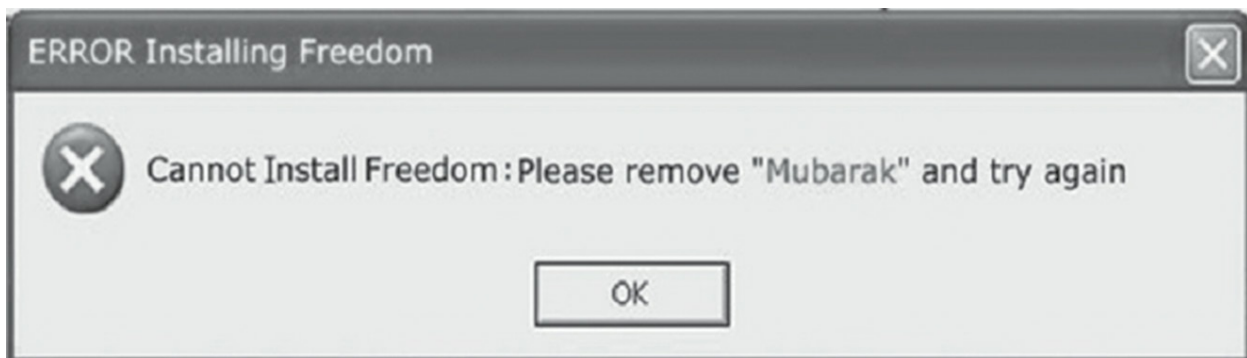 ERROR Installing Freedom
Cannot Install Freedom:Please remove "Mubarak" and try again
OK